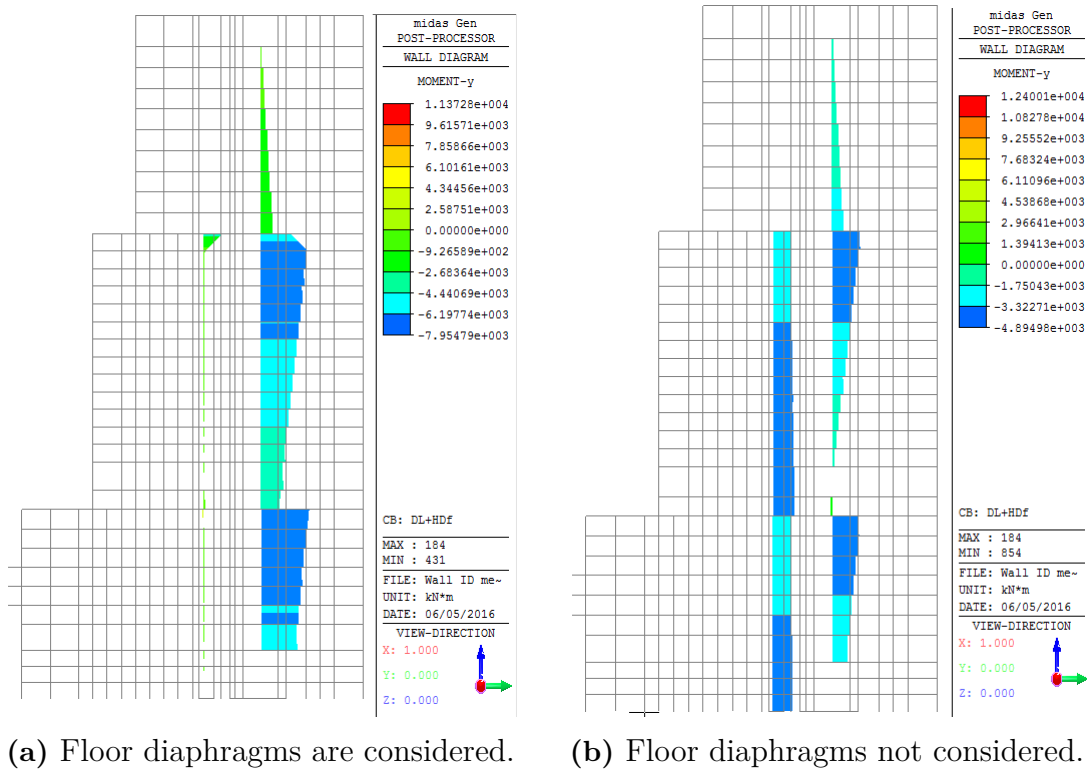 midas Gen
POST-PROCESSOR
WALL DIAGRAM
MOMENT-y
1.13728e+004
9.61571e+003
7.85866e+003
6.10161e+003
4.34456e+003
2.58751e+003
0.00000e+000
-9.26589e+002
-2.68364e+003
-4.44069e+003
-6.19774e+003
-7.95479e+003
CB: DL+HDf
MAX : 184
MIN : 431
FILE: Wall ID me~
UNIT: kN*m
DATE: 06/05/2016
VIEW-DIRECTION
X: 1.000
Y: 0.000
Z: 0.000
(a) Floor diaphragms are considered.
midas Gen
POST-PROCESSOR
WALL DIAGRAM
MOMENT-y
1.24001e+004
1.08278e+004
9.25552e+003
7.68324e+003
6.11096e+003
4.53868e+003
2.96641e+003
1.39413e+003
0.00000e+000
-1.75043e+003
-3.32271e+003
-4.89498e+003
CB: DL+HDf
MAX : 184
MIN : 854
FILE: Wall ID me~
UNIT: kN*m
DATE: 06/05/2016
VIEW-DIRECTION
X: 1.000
Y: 0.000
Z: 0.000
(b) Floor diaphragms not considered.